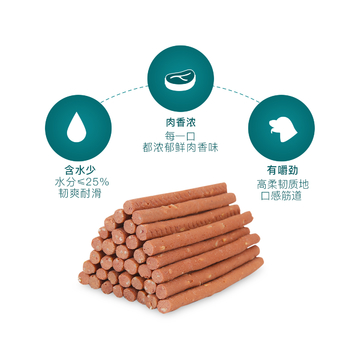 肉香浓
每一口
都浓郁鲜肉香味
含水少
水分≤25%
韧爽耐滑
有嚼劲
高柔韧质地
口感筋道